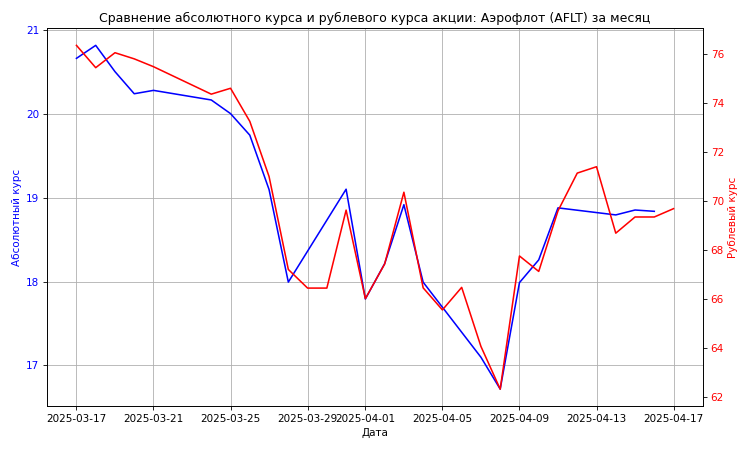 Сравнение абсолютного курса и рублевого курса акции: Аэрофлот (AFLT) за месяц
21
20
19
18
17
Абсолютный курс
76
74
72
70
68
66
64
62
Рублевый курс
2025-03-17 2025-03-21 2025-03-25 2025-03-29 2025-04-01 2025-04-05 2025-04-09 2025-04-13 2025-04-17
Дата